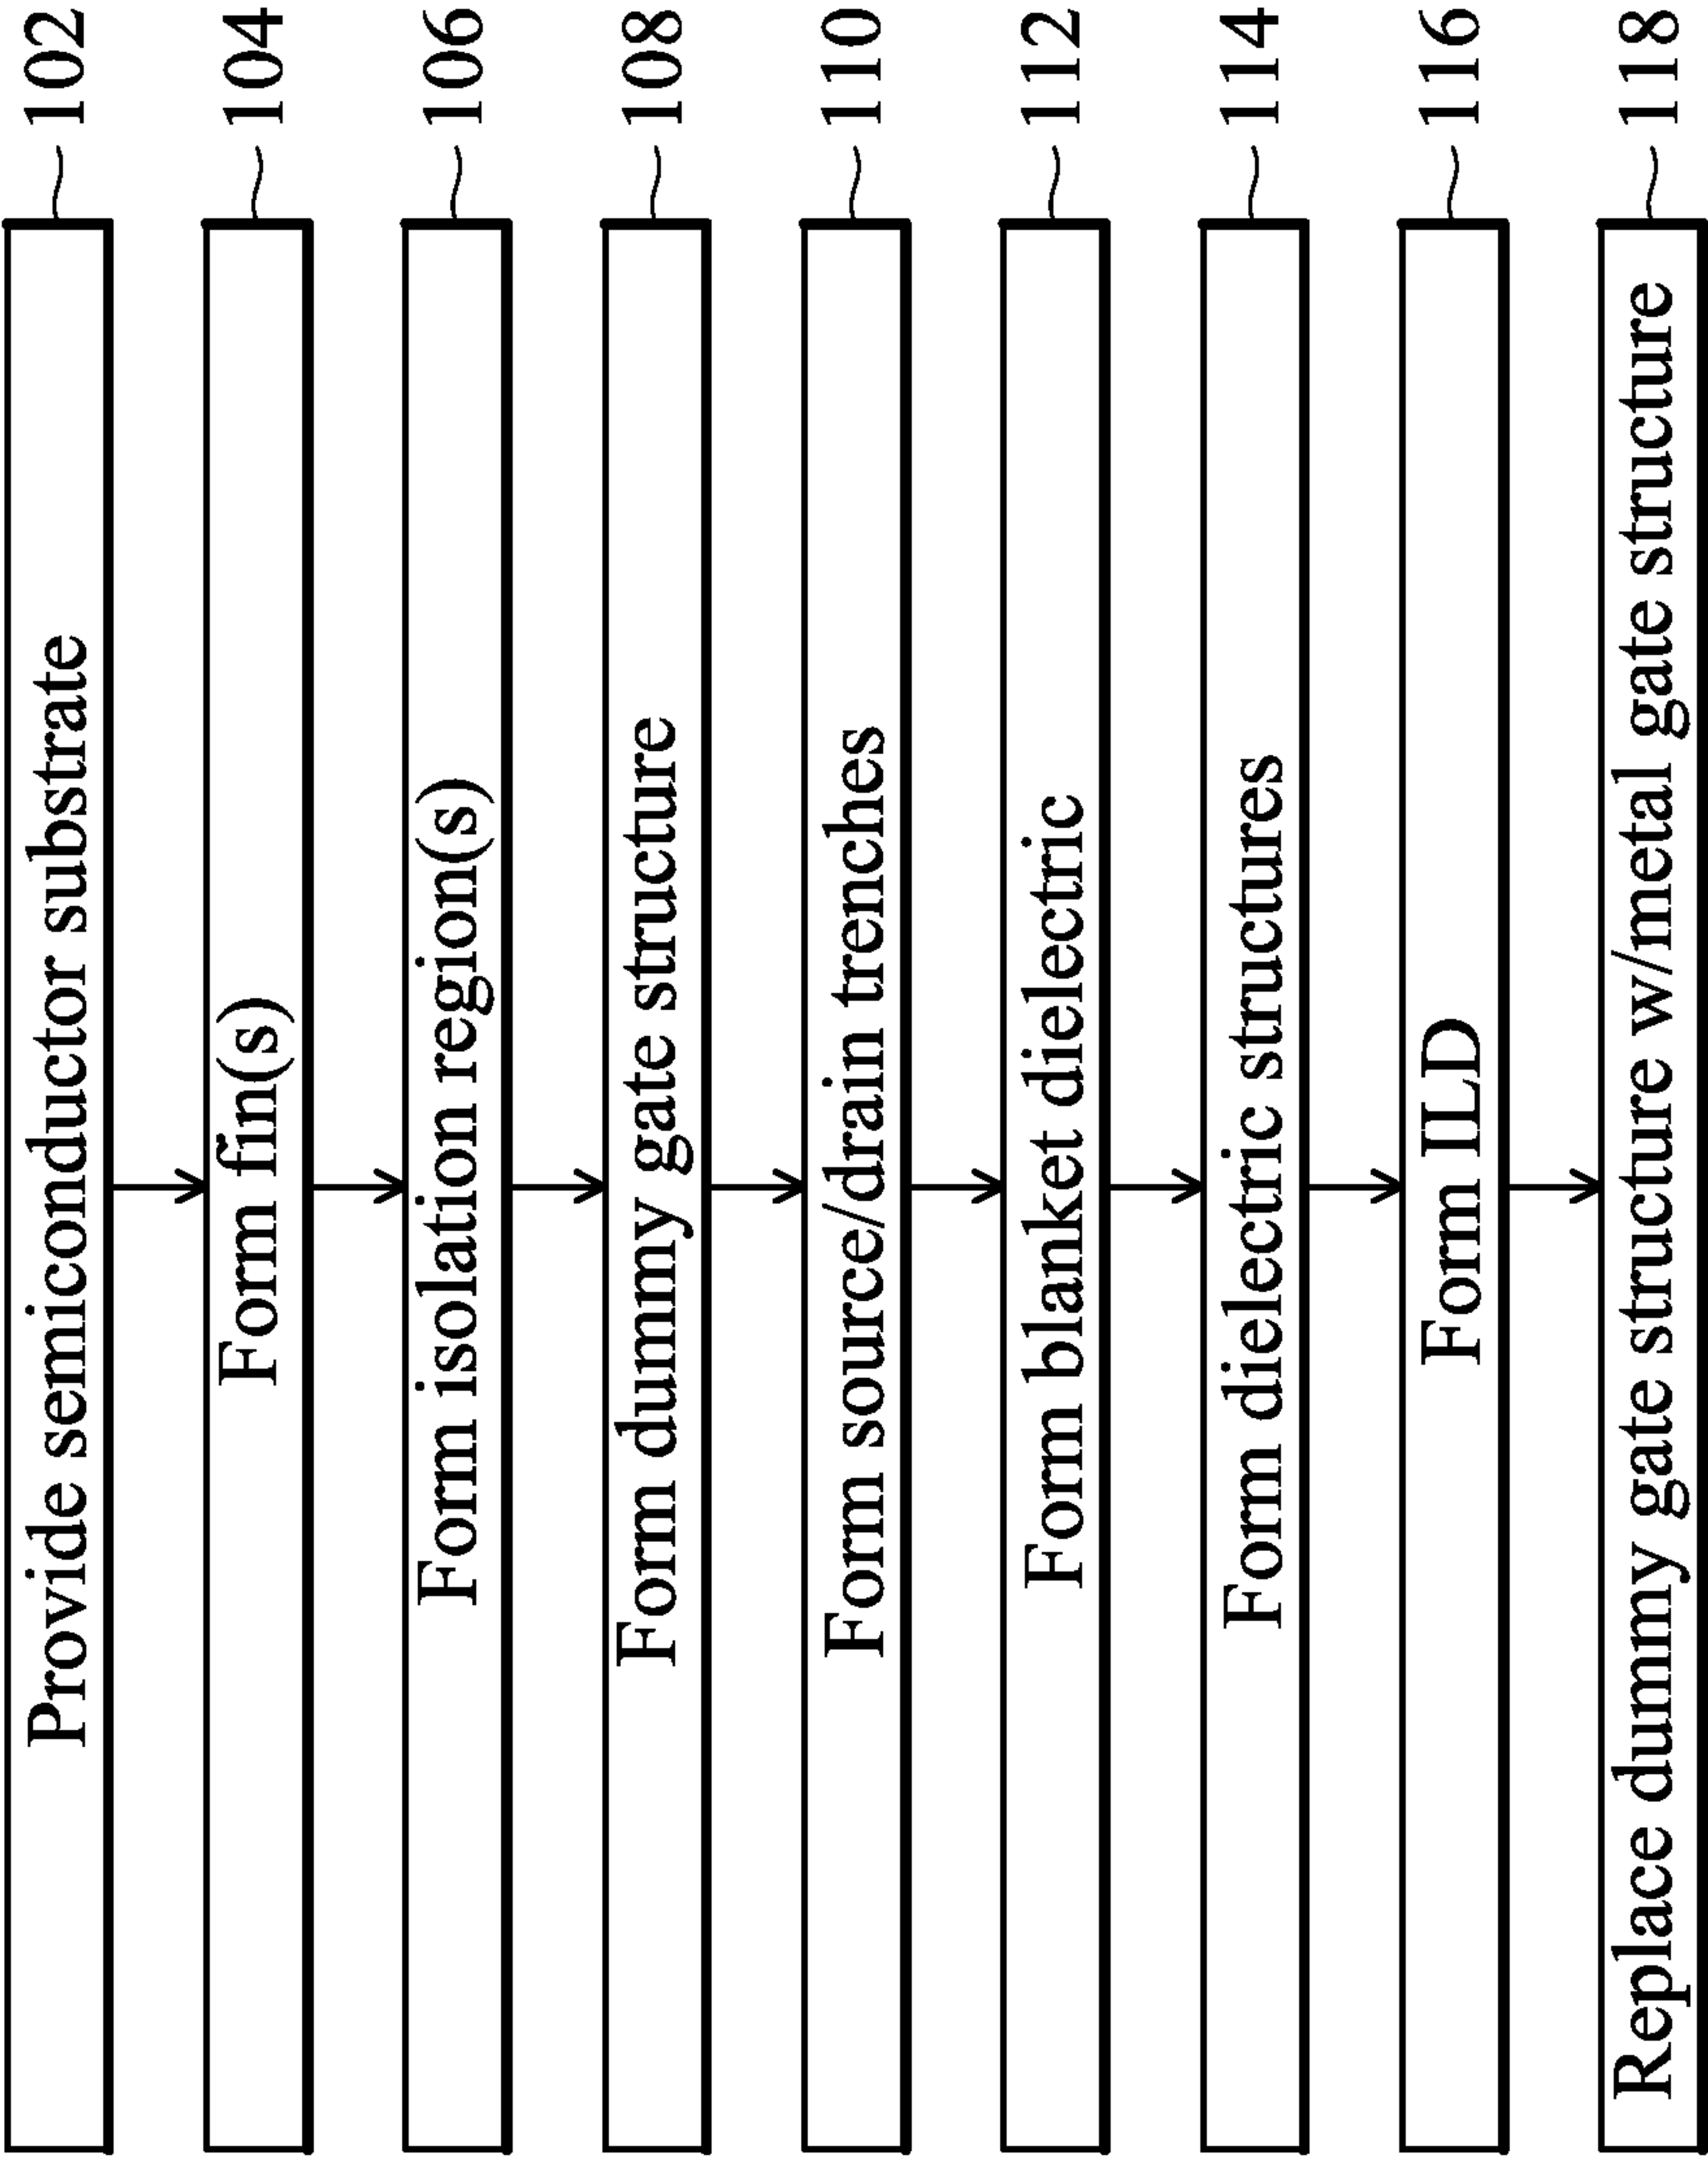 Provide semiconductor substrate 102
Form fin(s) 104
Form isolation region(s) 106
Form dummy gate structure 108
Form source/drain trenches 110
Form blanket dielectric 112
Form dielectric structures 114
Form ILD 116
Replace dummy gate structure w/metal gate structure 118